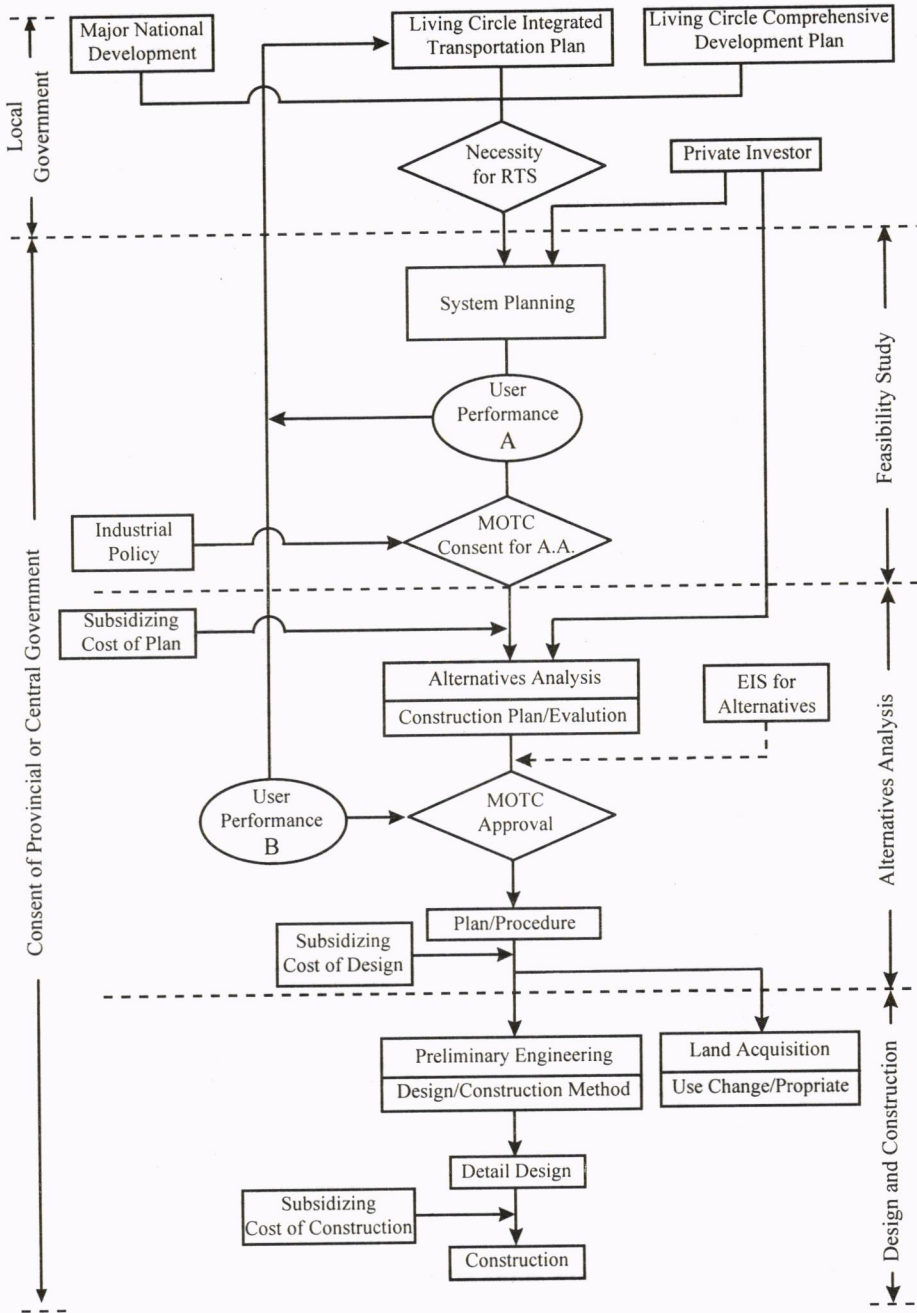 Major National
Development
Living Circle Integrated
Transportation Plan
Living Circle Comprehensive
Development Plan
Local
Government
Necessity
for RTS
Private Investor
System Planning
User
Performance
A
Feasibility Study
Industrial
Policy
MOTC
Consent for A.A.
Consent of Provincial or Central Government
Subsidizing
Cost of Plan
Alternatives Analysis
Construction Plan/Evalution
EIS for
Alternatives
Alternatives Analysis
User
Performance
B
MOTC
Approval
Plan/Procedure
Subsidizing
Cost of Design
Preliminary Engineering
Design/Construction Method
Land Acquisition
Use Change/Propriate
Design and Construction
Detail Design
Subsidizing
Cost of Construction
Construction